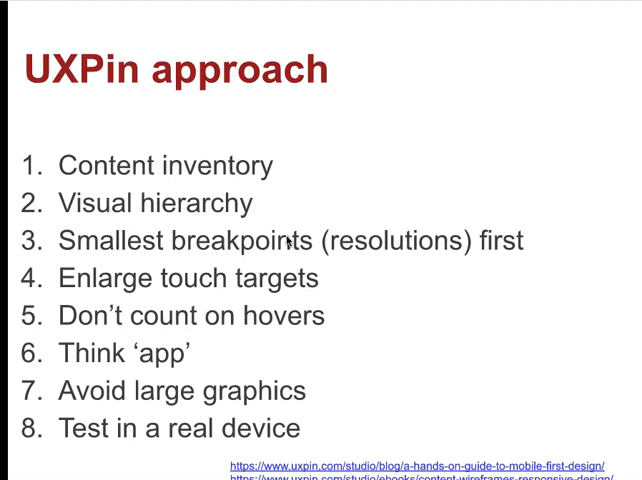 UXPin approach
1. Content inventory
2. Visual hierarchy
3. Smallest breakpoints (resolutions) first
4. Enlarge touch targets
5. Don’t count on hovers
6. Think ‘app’
7. Avoid large graphics
8. Test in a real device
https://www.uxpin.com/studio/blog/a-hands-on-guide-to-mobile-first-design/
https://www.uxpin.com/studio/ebooks/content-wireframes-responsive-design/